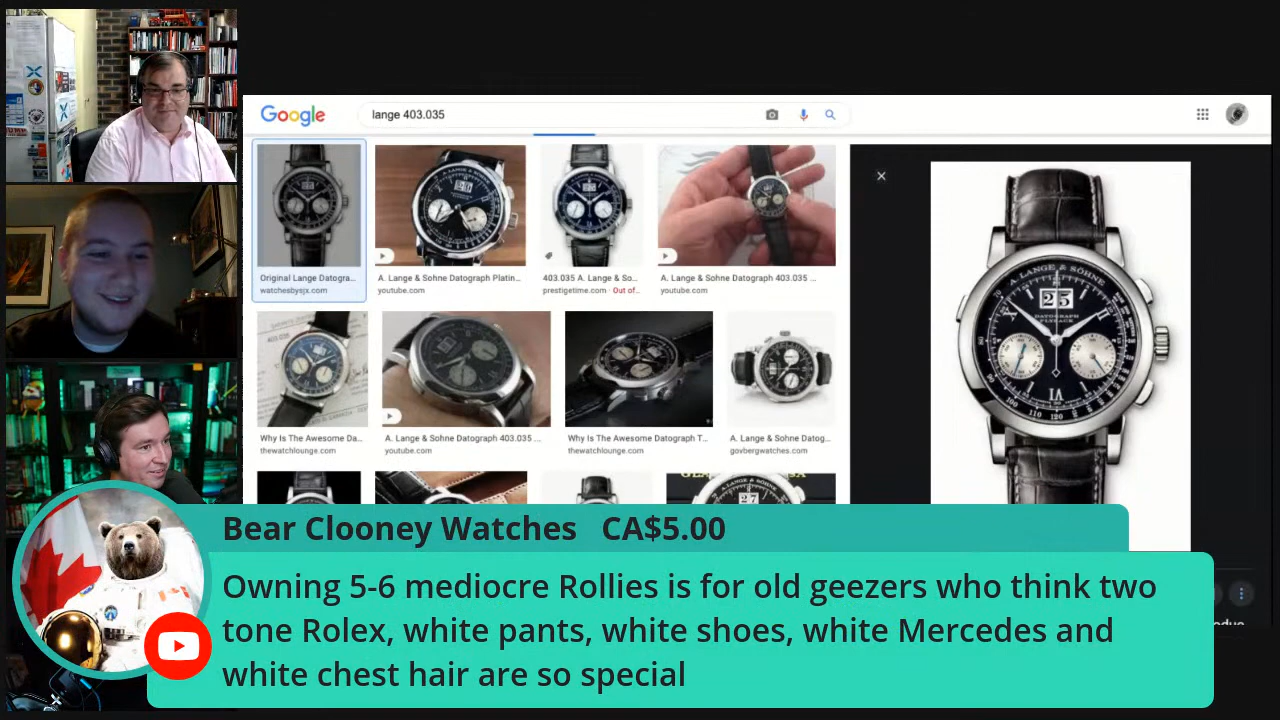 Google
lange 403.035
Original Lange Datogra...
watchesbysjx.com
A. Lange & Sohne Datograph Platin...
youtube.com
403.035 A. Lange & So...
prestigetime.com · Out of...
A. Lange & Sohne Datograph 403.035 ...
youtube.com
Why Is The Awesome Da...
thewatchlounge.com
A. Lange & Sohne Datograph 403.035 ...
youtube.com
Why Is The Awesome Datograph T...
thewatchlounge.com
A. Lange & Sohne Datog...
govbergwatches.com
A. LANGE & SÖHNE
25
DATOGRAPH
FLYBACK
Bear Clooney Watches CA$5.00
Owning 5-6 mediocre Rollies is for old geezers who think two
tone Rolex, white pants, white shoes, white Mercedes and
white chest hair are so special